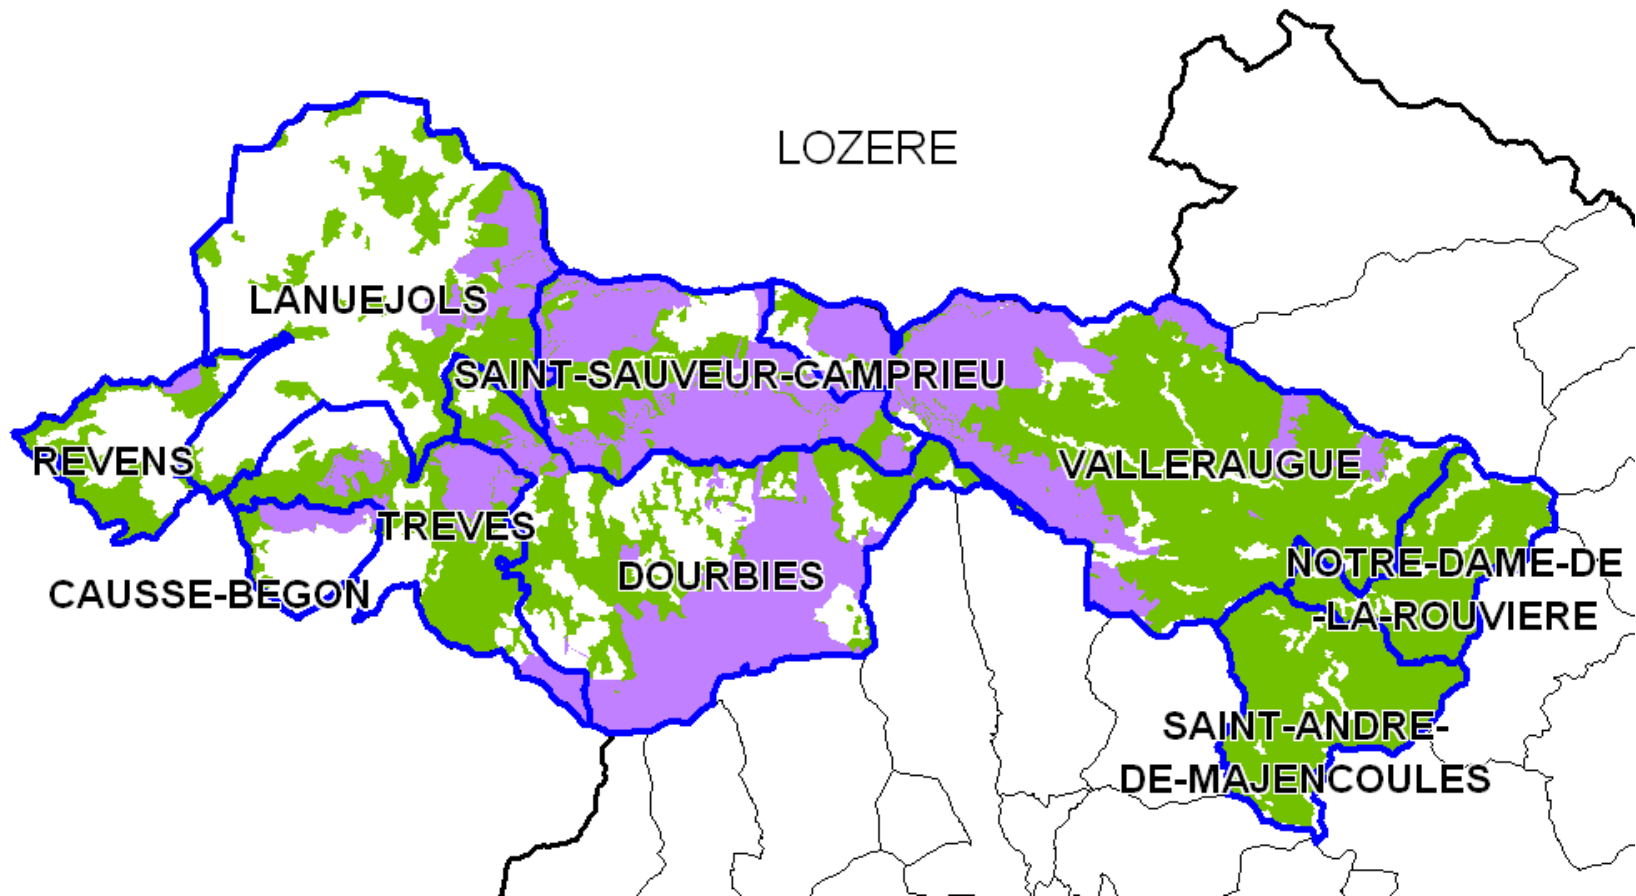 LOZERE
LANUEJOLS
SAINT-SAUVEUR-CAMPRIEU
REVENS
VALLERAUGUE
TREVES
DOURBIES
CAUSSE-BEGON
NOTRE-DAME-DE
-LA-ROUVIERE
SAINT-ANDRE-
DE-MAJENCOULES